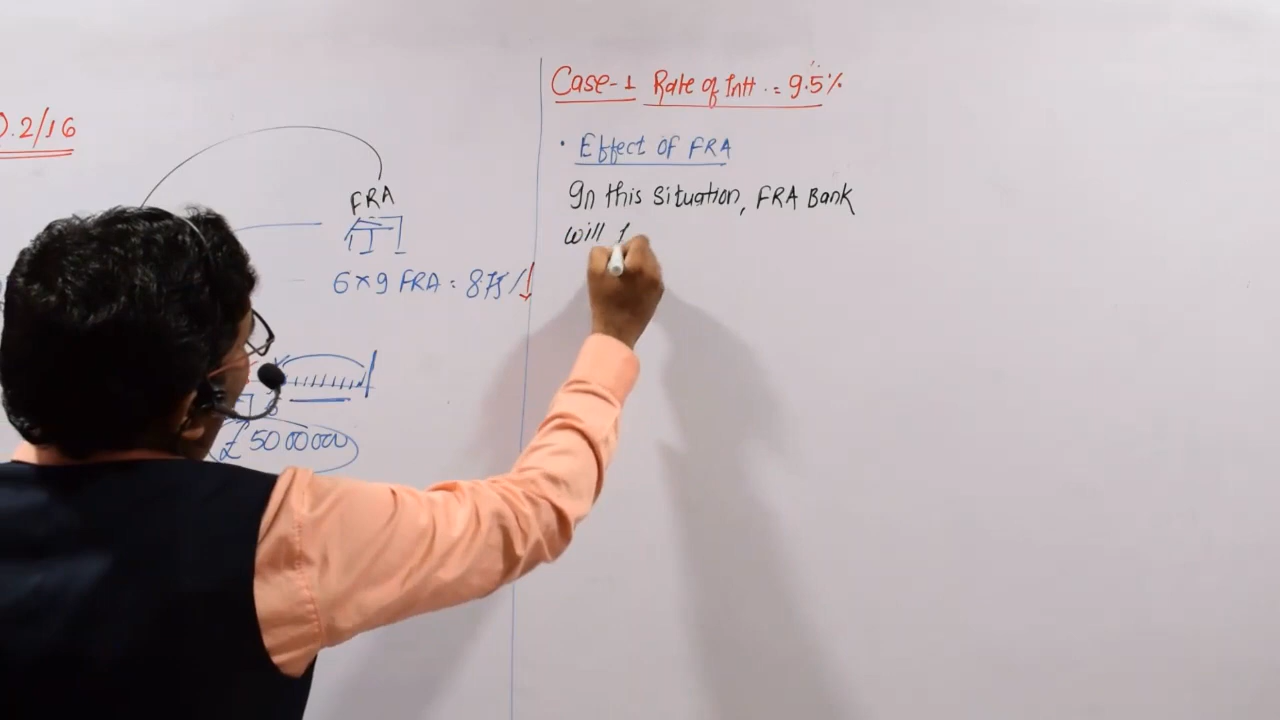 .2/16
FRA
6×9 FRA = 8.75%
£5000000
Case-1 Rate of Intt. = 9.5%
• Effect of FRA
In this situation, FRA Bank
will